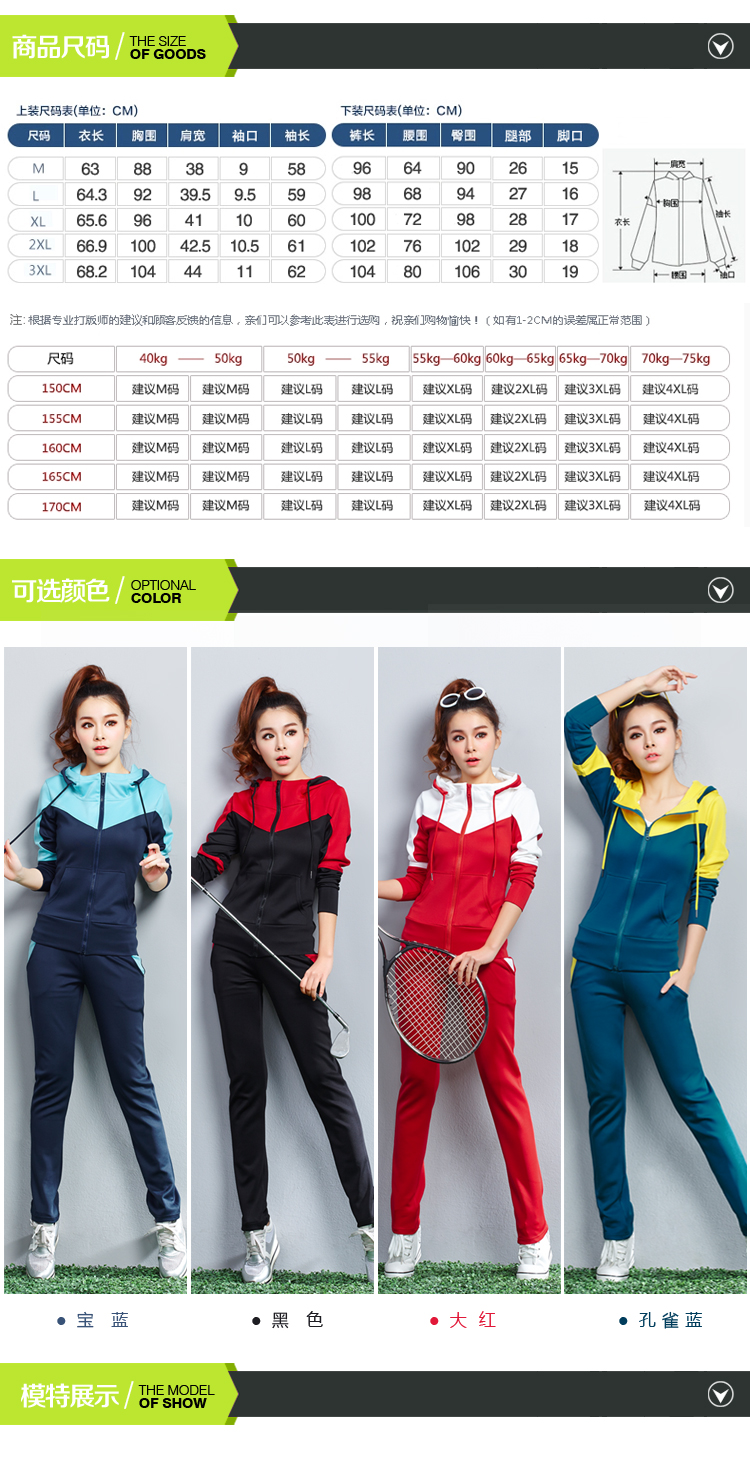 商品尺码 / THE SIZE
OF GOODS
上装尺码表(单位：CM)
尺码 衣长 胸围 肩宽 袖口 袖长
M 63 88 38 9 58
L 64.3 92 39.5 9.5 59
XL 65.6 96 41 10 60
2XL 66.9 100 42.5 10.5 61
3XL 68.2 104 44 11 62
下装尺码表(单位：CM)
裤长 腰围 臀围 腿部 脚口
96 64 90 26 15
98 68 94 27 16
100 72 98 28 17
102 76 102 29 18
104 80 106 30 19
肩宽
胸围
袖长
衣长
腰围
袖口
注: 根据专业打版师的建议和顾客反馈的信息，亲们可以参考此表进行选购，祝亲们购物愉快！（如有1-2CM的误差属正常范围）
尺码 40kg — 50kg 50kg — 55kg 55kg—60kg 60kg—65kg 65kg—70kg 70kg—75kg
150CM 建议M码 建议M码 建议L码 建议L码 建议XL码 建议2XL码 建议3XL码 建议4XL码
155CM 建议M码 建议M码 建议L码 建议L码 建议XL码 建议2XL码 建议3XL码 建议4XL码
160CM 建议M码 建议M码 建议L码 建议L码 建议XL码 建议2XL码 建议3XL码 建议4XL码
165CM 建议M码 建议M码 建议L码 建议L码 建议XL码 建议2XL码 建议3XL码 建议4XL码
170CM 建议M码 建议M码 建议L码 建议L码 建议XL码 建议2XL码 建议3XL码 建议4XL码
可选颜色 / OPTIONAL
COLOR
● 宝 蓝
● 黑 色
● 大 红
● 孔雀蓝
模特展示 / THE MODEL
OF SHOW